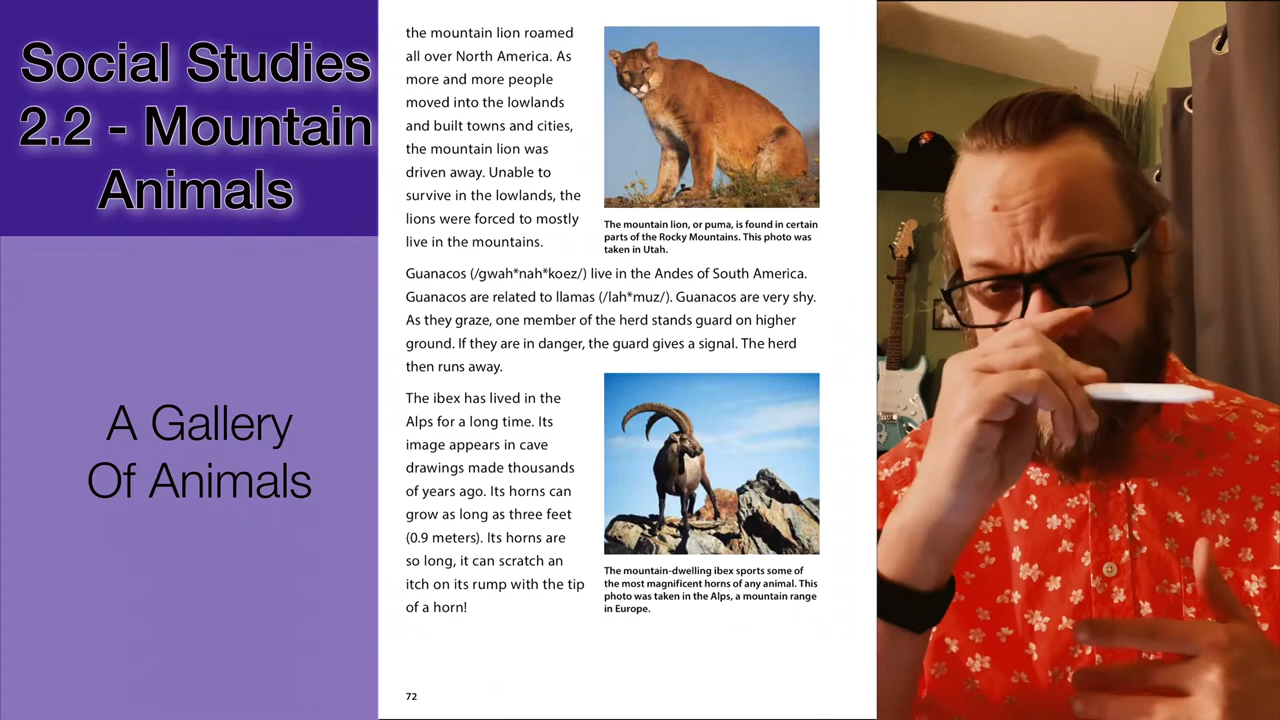 Social Studies
2.2 - Mountain
Animals
A Gallery
Of Animals
the mountain lion roamed
all over North America. As
more and more people
moved into the lowlands
and built towns and cities,
the mountain lion was
driven away. Unable to
survive in the lowlands, the
lions were forced to mostly
live in the mountains.
The mountain lion, or puma, is found in certain
parts of the Rocky Mountains. This photo was
taken in Utah.
Guanacos (/gwah*nah*koez/) live in the Andes of South America.
Guanacos are related to llamas (/lah*muz/). Guanacos are very shy.
As they graze, one member of the herd stands guard on higher
ground. If they are in danger, the guard gives a signal. The herd
then runs away.
The ibex has lived in the
Alps for a long time. Its
image appears in cave
drawings made thousands
of years ago. Its horns can
grow as long as three feet
(0.9 meters). Its horns are
so long, it can scratch an
itch on its rump with the tip
of a horn!
The mountain-dwelling ibex sports some of
the most magnificent horns of any animal. This
photo was taken in the Alps, a mountain range
in Europe.
72